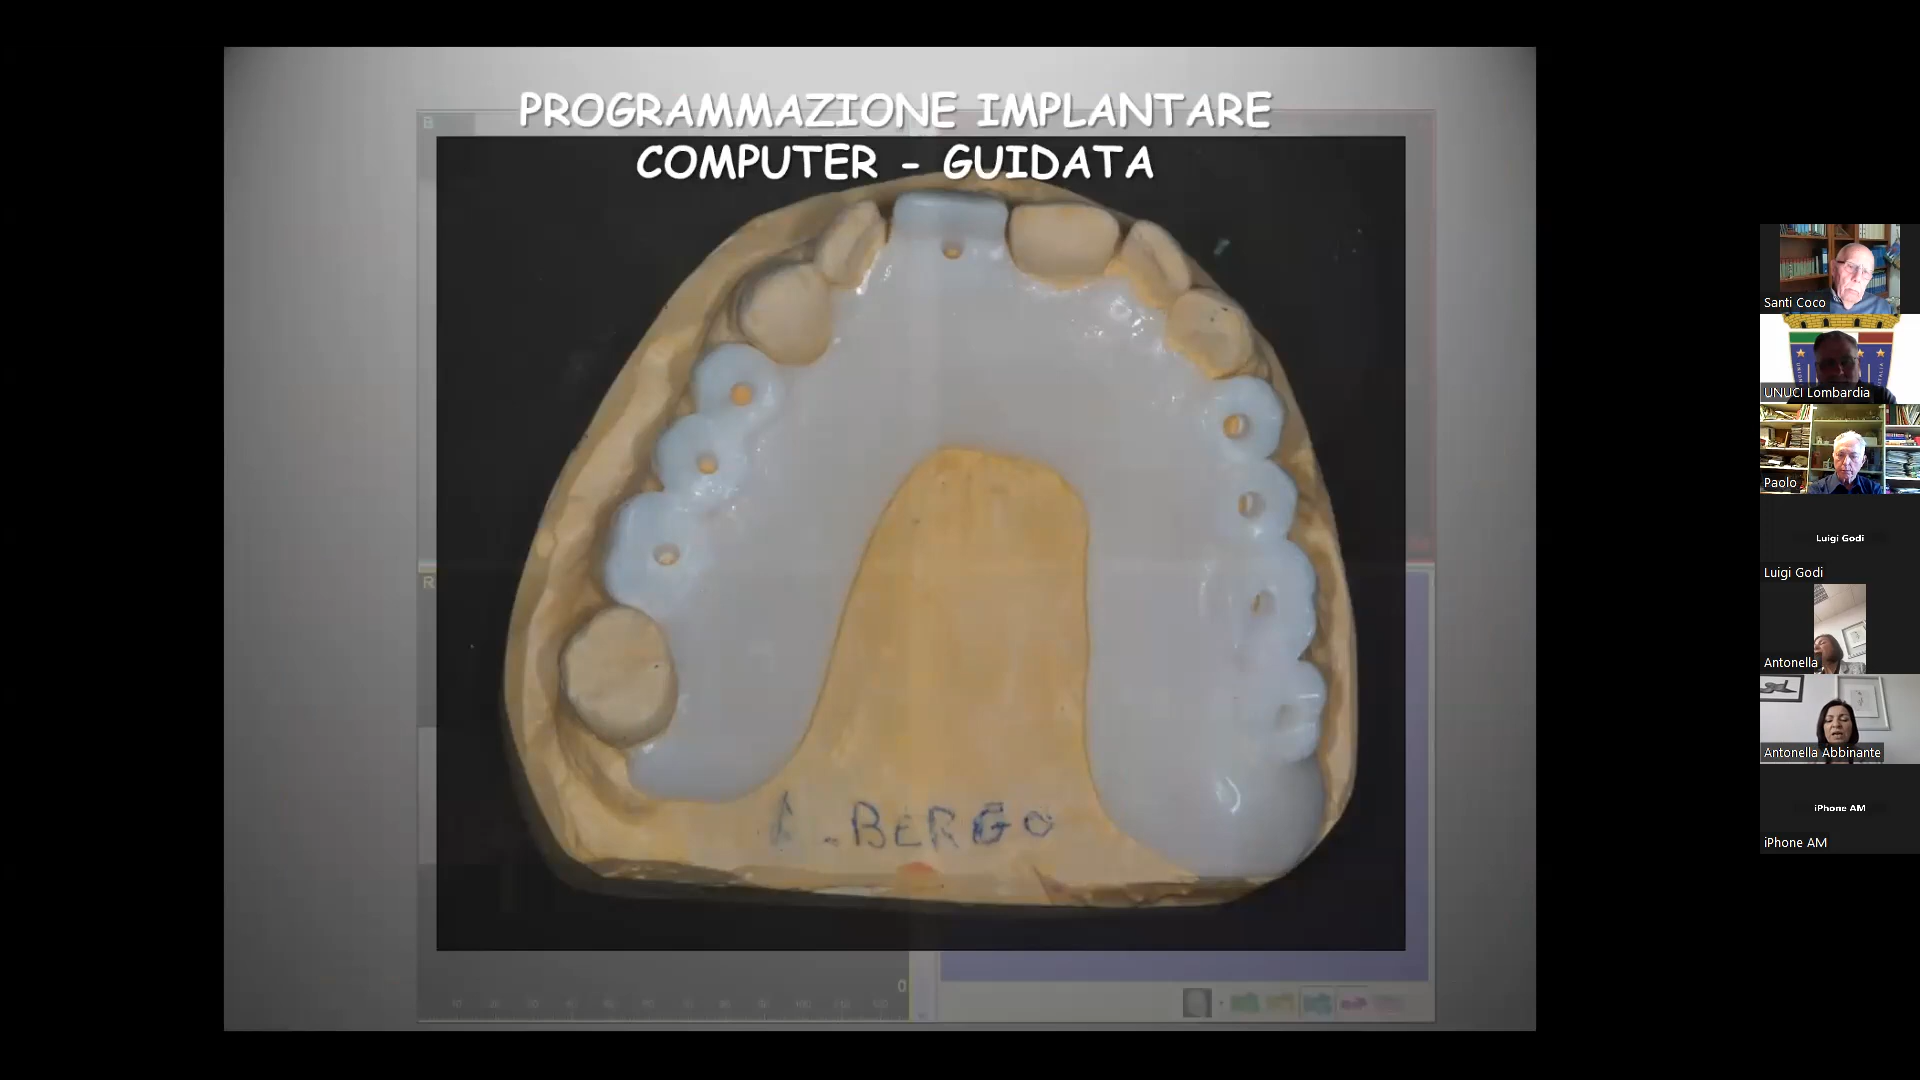 PROGRAMMAZIONE IMPLANTARE
COMPUTER - GUIDATA
B
R
. BERGO
0
Santi Coco
UNUCI Lombardia
Paolo
Luigi Godi
Luigi Godi
Antonella
Antonella Abbinante
iPhone AM
iPhone AM